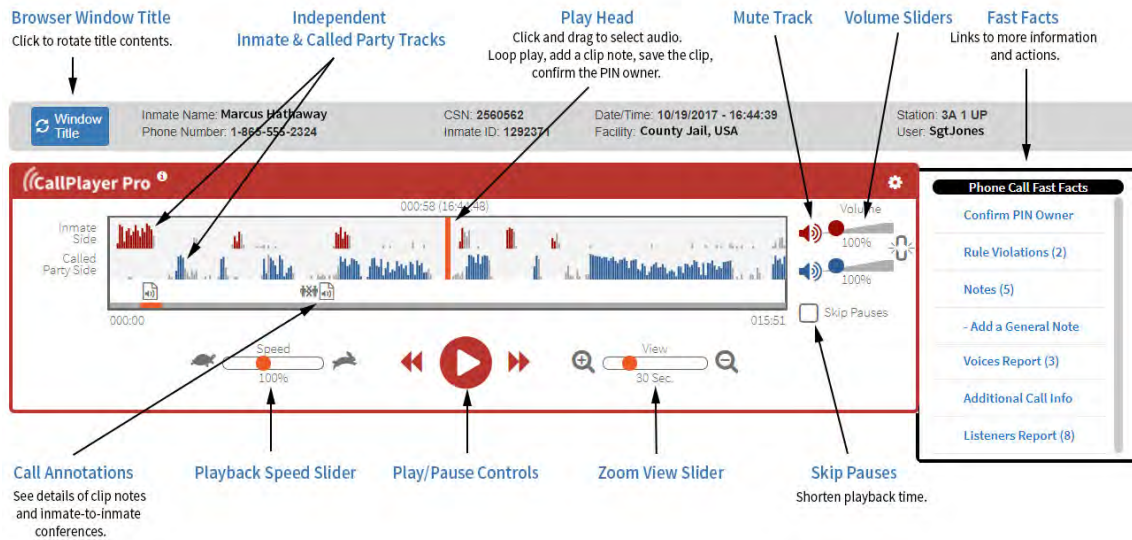 Browser Window Title
Click to rotate title contents.
Independent
Inmate & Called Party Tracks
Play Head
Click and drag to select audio.
Loop play, add a clip note, save the clip,
confirm the PIN owner.
Mute Track
Volume Sliders
Fast Facts
Links to more information
and actions.
Window
Title
Inmate Name: Marcus Hathaway
Phone Number: 1-865-555-2324
CSN: 2560562
Inmate ID: 1292371
Date/Time: 10/19/2017 - 16:44:39
Facility: County Jail, USA
Station: 3A 1 UP
User: SgtJones
CallPlayer Pro
000:58 (16:44:48)
Inmate
Side
Called
Party Side
000:00
015:51
Volume
100%
100%
Skip Pauses
Speed
100%
View
30 Sec.
Phone Call Fast Facts
Confirm PIN Owner
Rule Violations (2)
Notes (5)
- Add a General Note
Voices Report (3)
Additional Call Info
Listeners Report (8)
Call Annotations
See details of clip notes
and inmate-to-inmate
conferences.
Playback Speed Slider
Play/Pause Controls
Zoom View Slider
Skip Pauses
Shorten playback time.